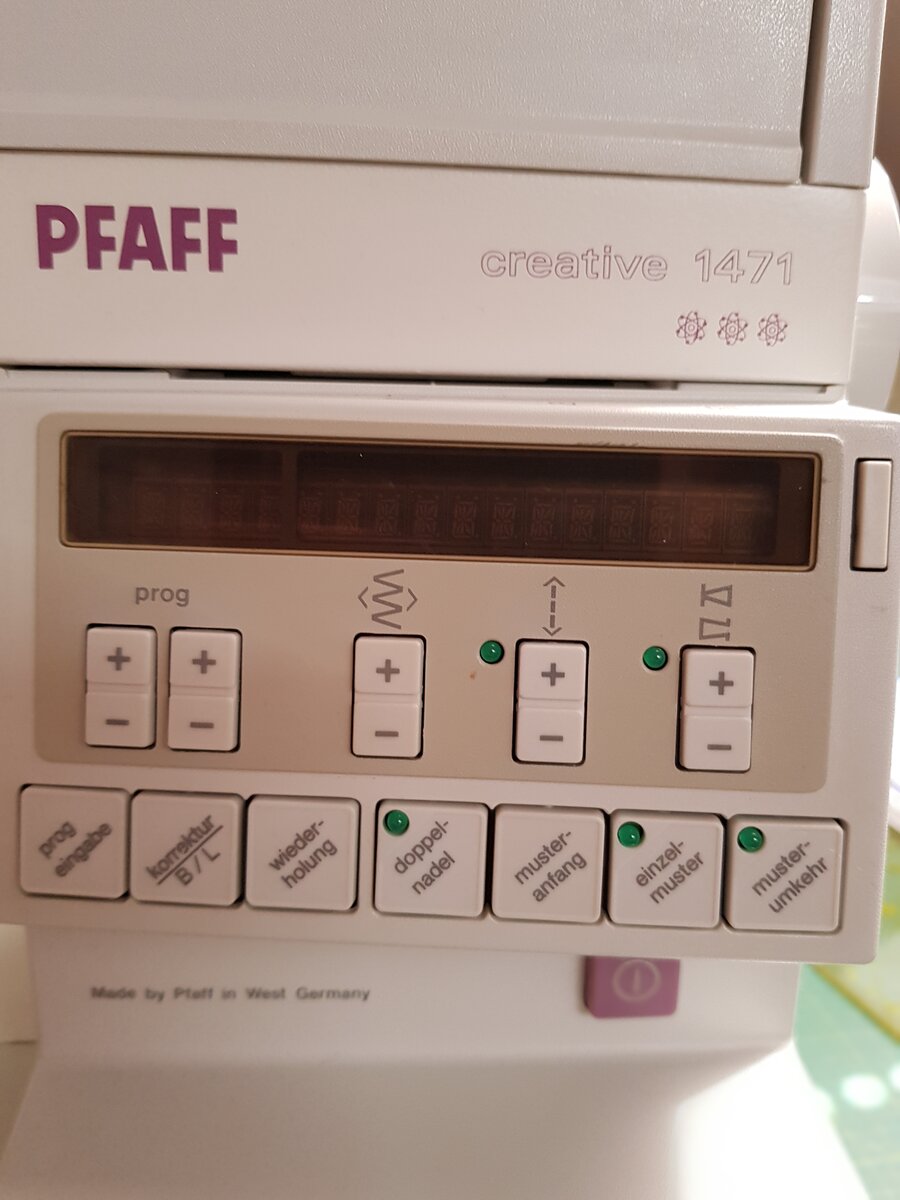 PFAFF
creative 1471
prog
+ + + + +
- - - - -
prog
eingabe
korrektur
B/L
wieder-
holung
doppel-
nadel
muster-
anfang
einzel-
muster
muster-
umkehr
Made by Pfaff in West Germany